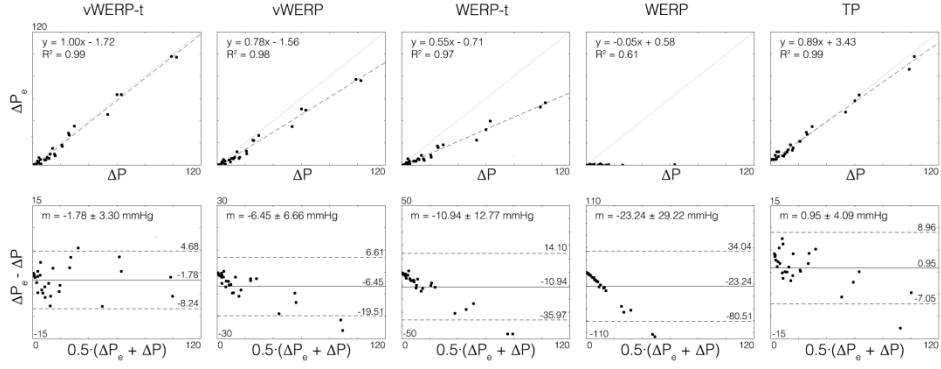 vWERP-t
vWERP
WERP-t
WERP
TP
120
y = 1.00x - 1.72
R² = 0.99
y = 0.78x - 1.56
R² = 0.98
y = 0.55x - 0.71
R² = 0.97
y = -0.05x + 0.58
R² = 0.61
y = 0.89x + 3.43
R² = 0.99
ΔPe
ΔP 120
ΔP 120
ΔP 120
ΔP 120
ΔP 120
15
m = -1.78 ± 3.30 mmHg
4.68
-1.78
-8.24
-15
30
m = -6.45 ± 6.66 mmHg
6.61
-6.45
-19.51
-30
50
m = -10.94 ± 12.77 mmHg
14.10
-10.94
-35.97
-50
110
m = -23.24 ± 29.22 mmHg
34.04
-23.24
-80.51
-110
15
m = 0.95 ± 4.09 mmHg
8.96
0.95
-7.05
-15
ΔPe - ΔP
0 120
0 120
0 120
0 120
0 120
0.5·(ΔPe + ΔP)
0.5·(ΔPe + ΔP)
0.5·(ΔPe + ΔP)
0.5·(ΔPe + ΔP)
0.5·(ΔPe + ΔP)